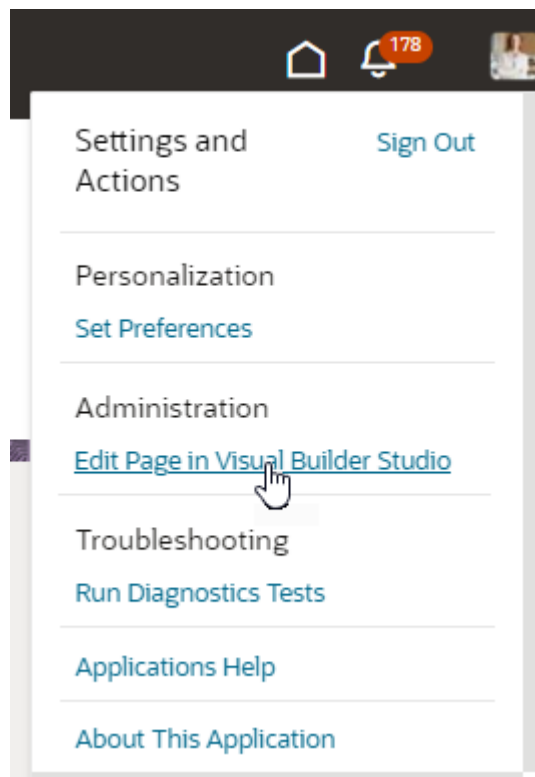 178
Settings and
Actions
Sign Out
Personalization
Set Preferences
Administration
Edit Page in Visual Builder Studio
Troubleshooting
Run Diagnostics Tests
Applications Help
About This Application